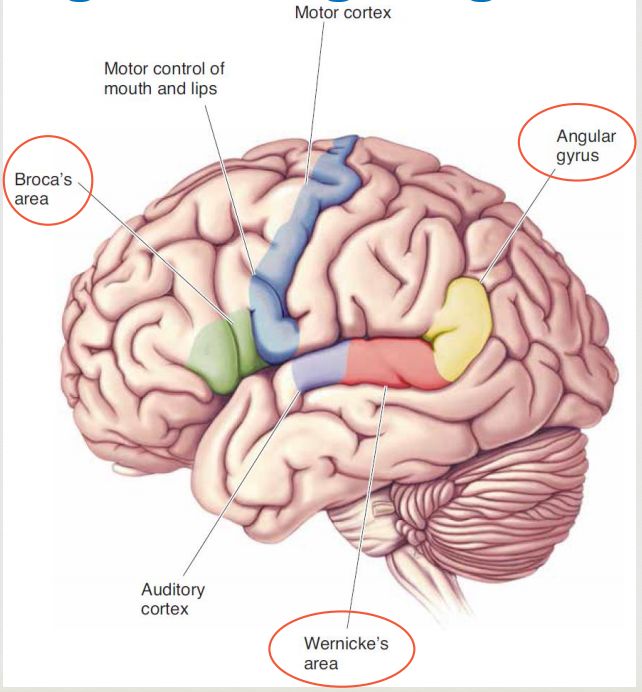 Motor cortex
Motor control of
mouth and lips
Angular
gyrus
Broca's
area
Auditory
cortex
Wernicke's
area